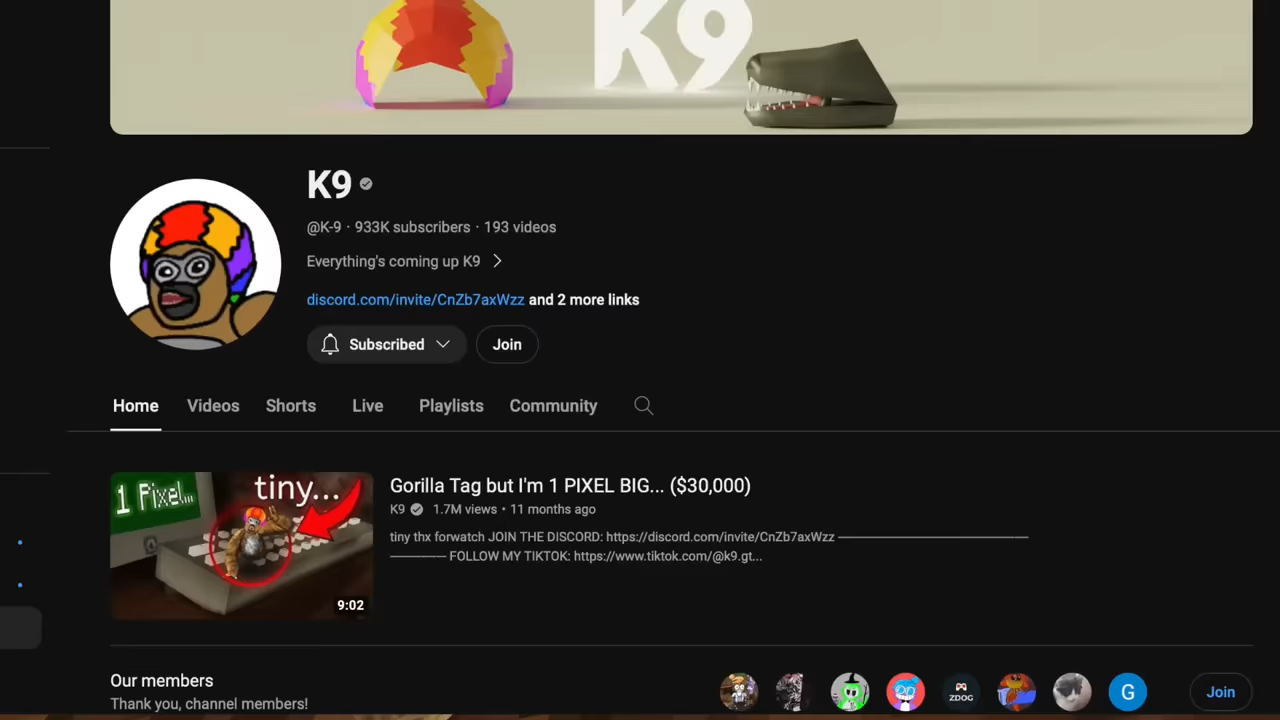 K9
K9
@K-9 · 933K subscribers · 193 videos
Everything's coming up K9
discord.com/invite/CnZb7axWzz and 2 more links
Subscribed
Join
Home Videos Shorts Live Playlists Community
1 Pixel...
tiny...
9:02
Gorilla Tag but I'm 1 PIXEL BIG... ($30,000)
K9 1.7M views • 11 months ago
tiny thx forwatch JOIN THE DISCORD: https://discord.com/invite/CnZb7axWzz ———————————
———— FOLLOW MY TIKTOK: https://www.tiktok.com/@k9.gt...
Our members
Thank you, channel members!
ZDOG
G
Join